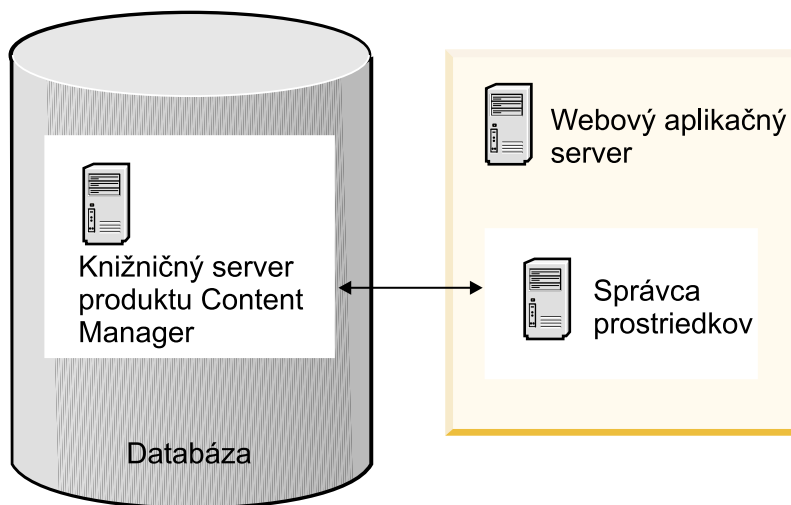 Knižničný server
produktu Content
Manager
Databáza
Webový aplikačný
server
Správca
prostriedkov